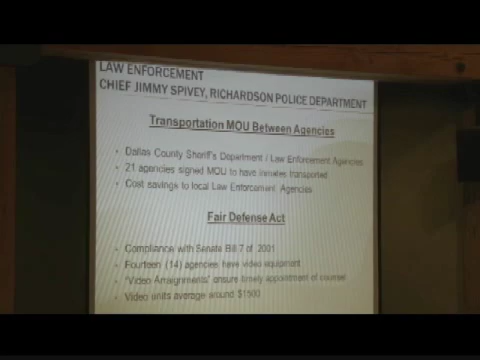 LAW ENFORCEMENT
CHIEF JIMMY SPIVEY, RICHARDSON POLICE DEPARTMENT
Transportation MOU Between Agencies
- Dallas County Sheriff's Department / Law Enforcement Agencies
- 21 agencies signed MOU to have inmates transported
- Cost savings to local Law Enforcement Agencies
Fair Defense Act
- Compliance with Senate Bill 7 of 2001
- Fourteen (14) agencies have video equipment
- "Video Arraignments" ensure timely appointment of counsel
- Video units average around $1500